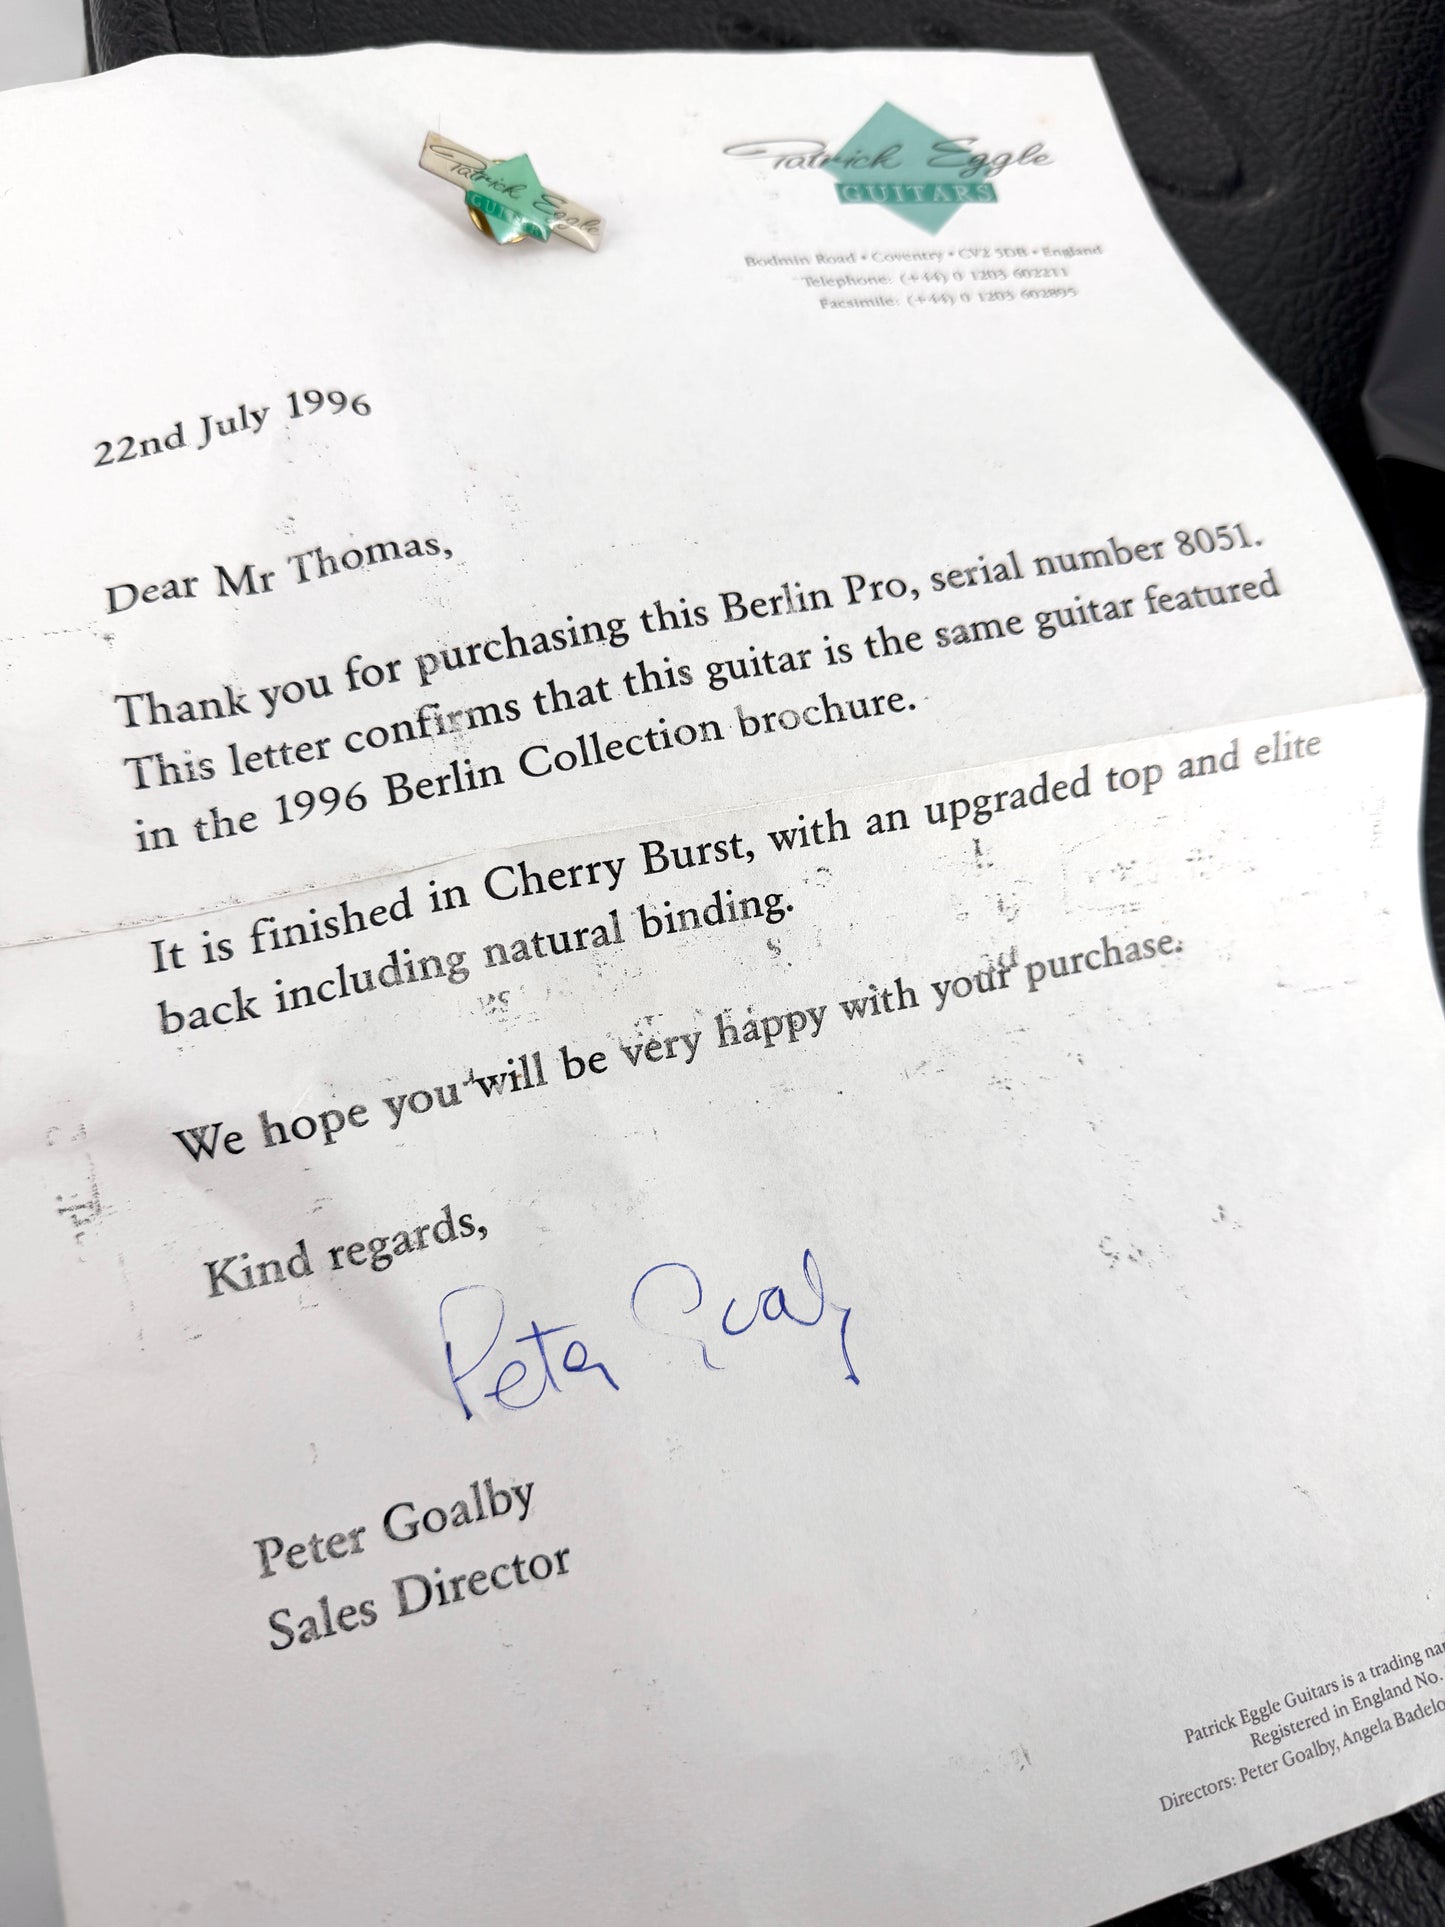 Patrick Eggle
GUITARS
Patrick Eggle
GUITARS
Bodmin Road • Coventry • CV2 5DB • England
Telephone: (+44) 0 1203 602211
Facsimile: (+44) 0 1203 602895
22nd July 1996
Dear Mr Thomas,
Thank you for purchasing this Berlin Pro, serial number 8051.
This letter confirms that this guitar is the same guitar featured
in the 1996 Berlin Collection brochure.
It is finished in Cherry Burst, with an upgraded top and elite
back including natural binding.
We hope you will be very happy with your purchase.
Kind regards,
Peter Goalby
Peter Goalby
Sales Director
Patrick Eggle Guitars is a trading
Registered in England No.
Directors: Peter Goalby, Angela